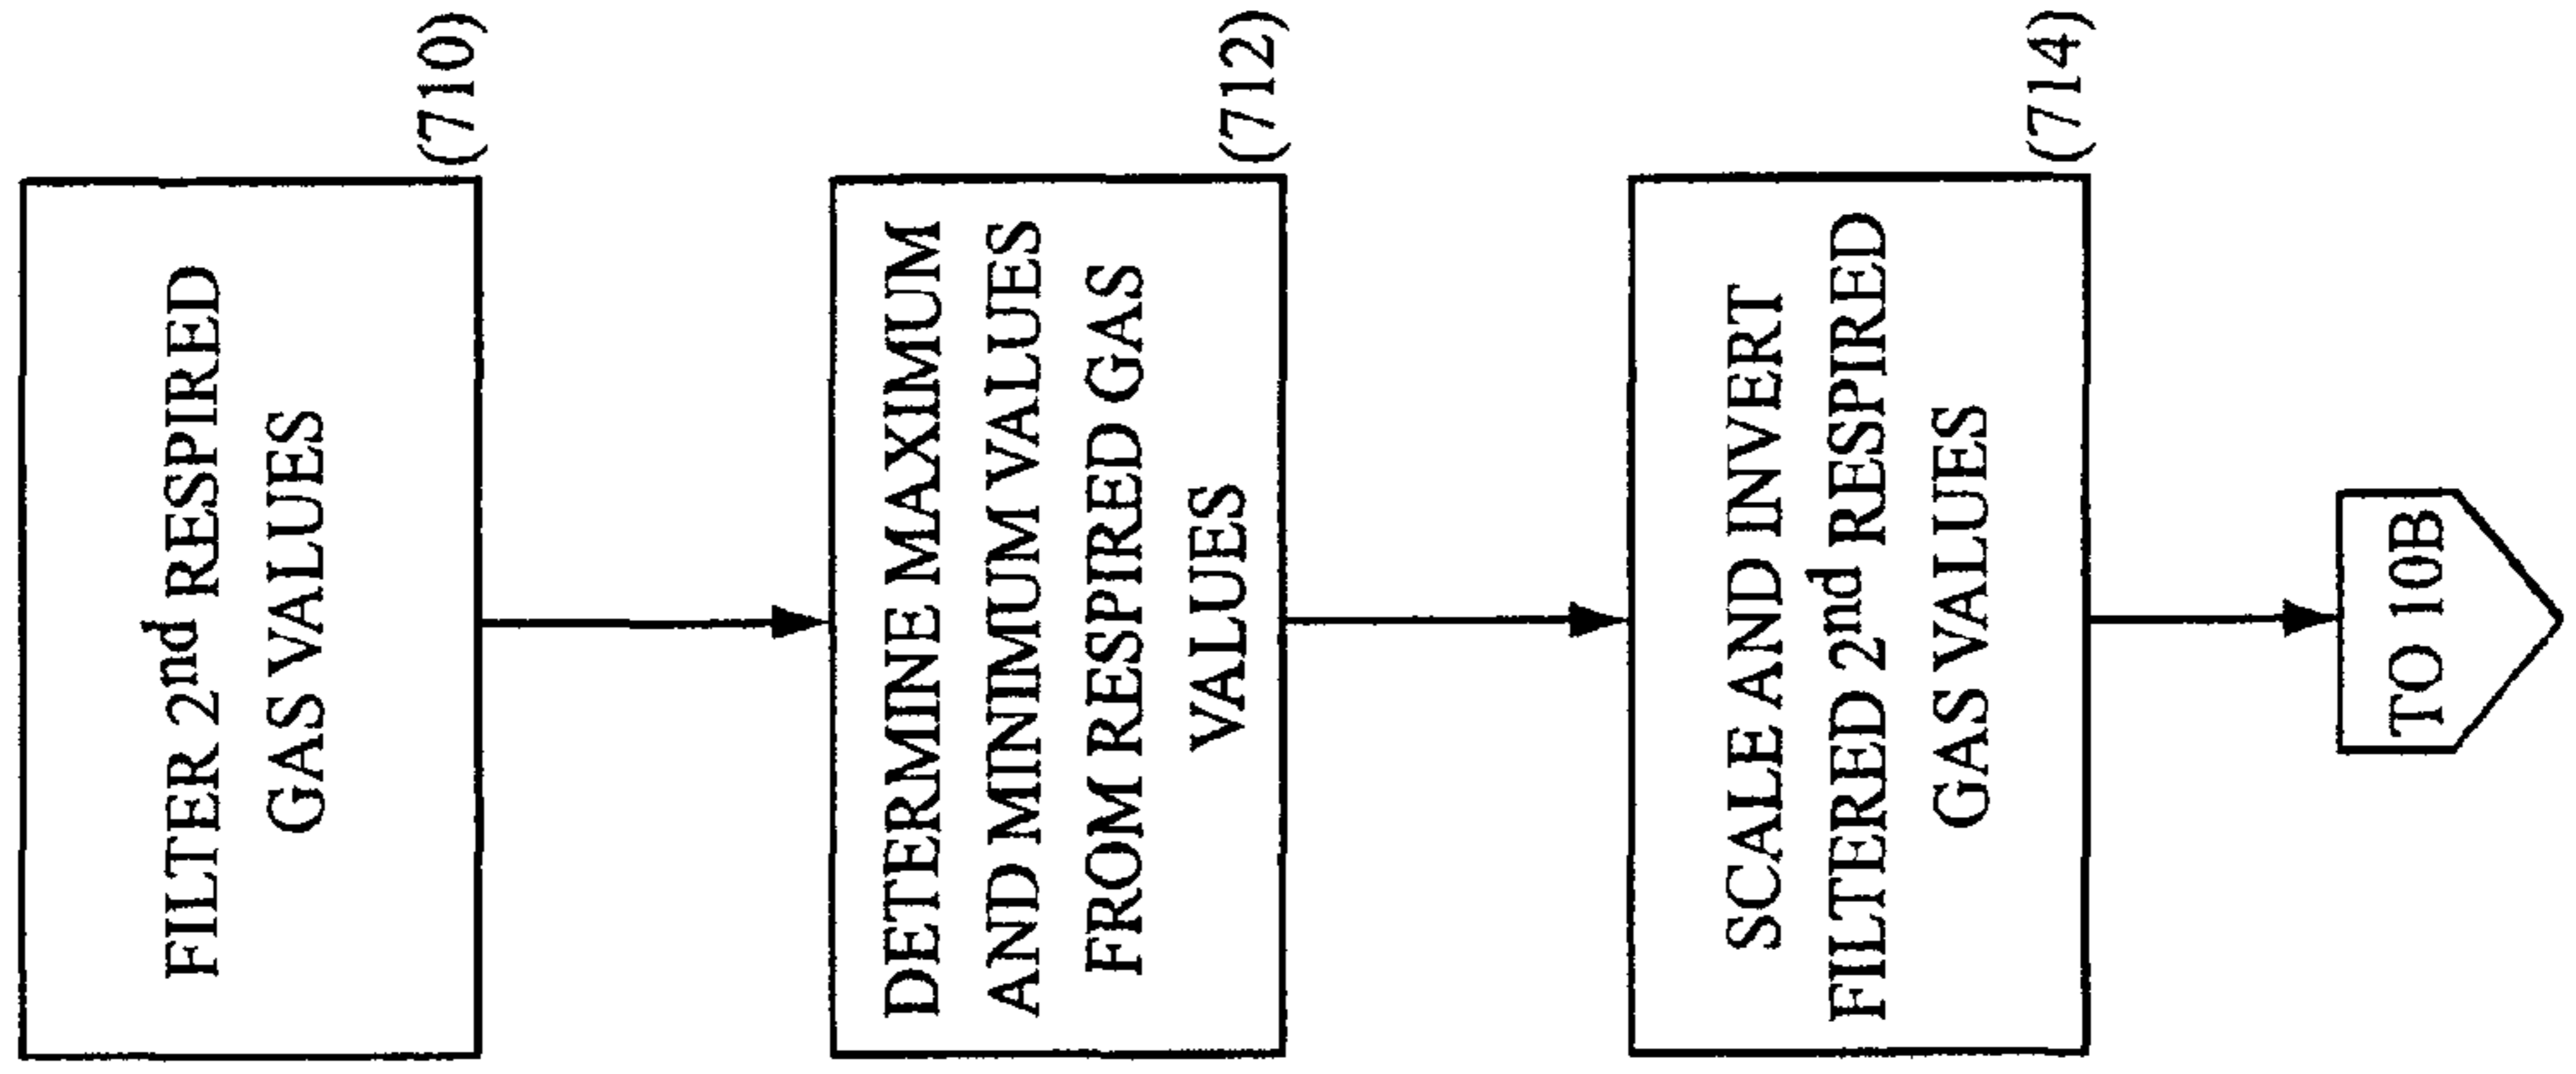 FILTER 2nd RESPIRED
GAS VALUES
(710)
DETERMINE MAXIMUM
AND MINIMUM VALUES
FROM RESPIRED GAS
VALUES
(712)
SCALE AND INVERT
FILTERED 2nd RESPIRED
GAS VALUES
(714)
TO 10B